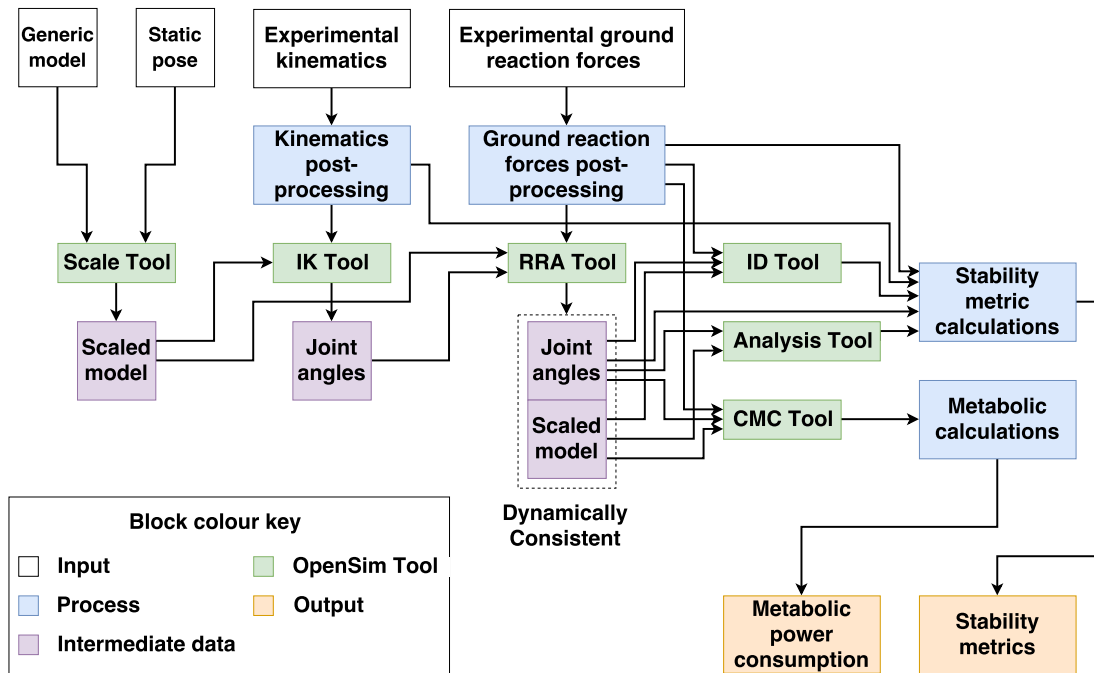 Generic
model
Static
pose
Experimental
kinematics
Experimental ground
reaction forces
Kinematics
post-
processing
Ground reaction
forces post-
processing
Scale Tool
IK Tool
RRA Tool
ID Tool
Stability
metric
calculations
Scaled
model
Joint
angles
Joint
angles
Analysis Tool
Scaled
model
CMC Tool
Metabolic
calculations
Dynamically
Consistent
Block colour key
Input
OpenSim Tool
Process
Output
Intermediate data
Metabolic
power
consumption
Stability
metrics